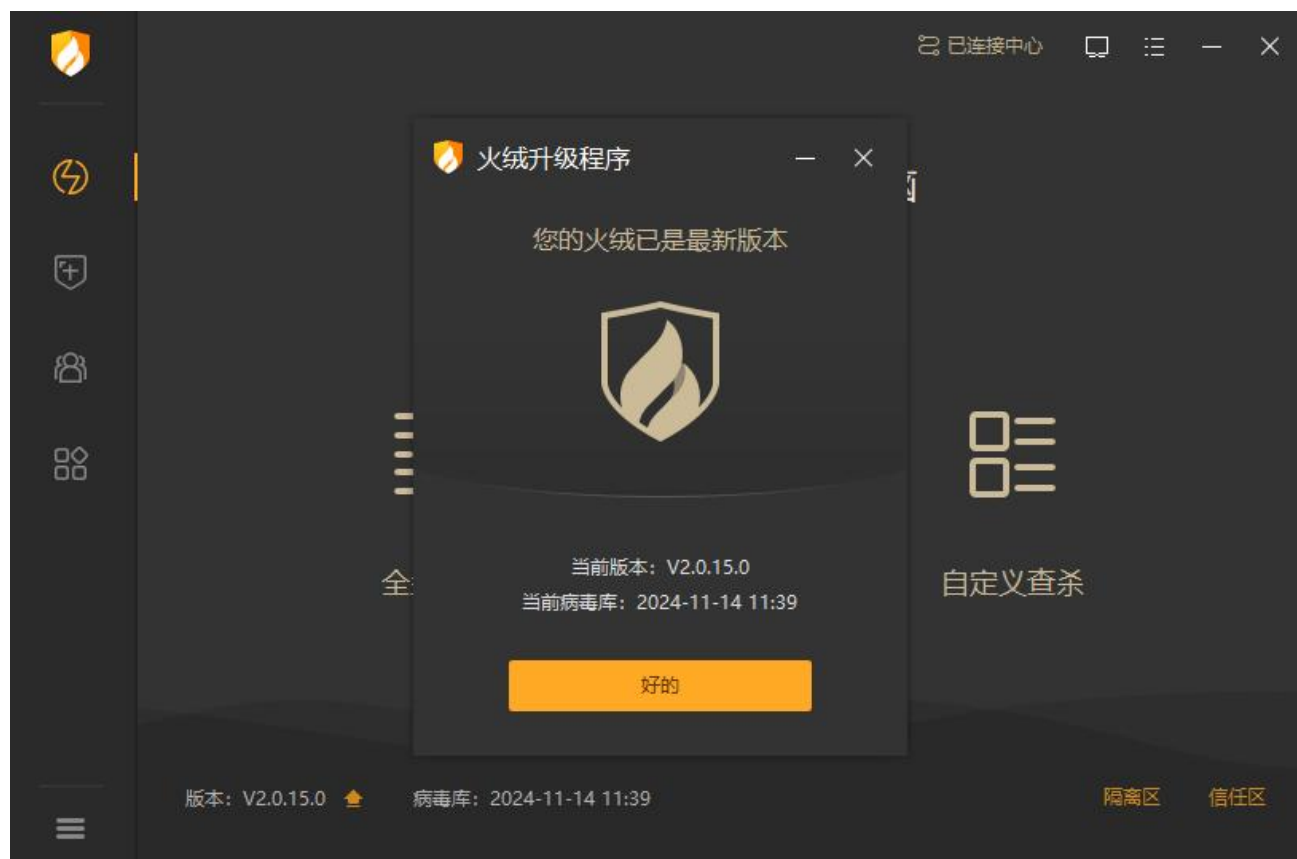 已连接中心
火绒升级程序
您的火绒已是最新版本
全
自定义查杀
当前版本：V2.0.15.0
当前病毒库：2024-11-14 11:39
好的
版本：V2.0.15.0
病毒库：2024-11-14 11:39
隔离区
信任区